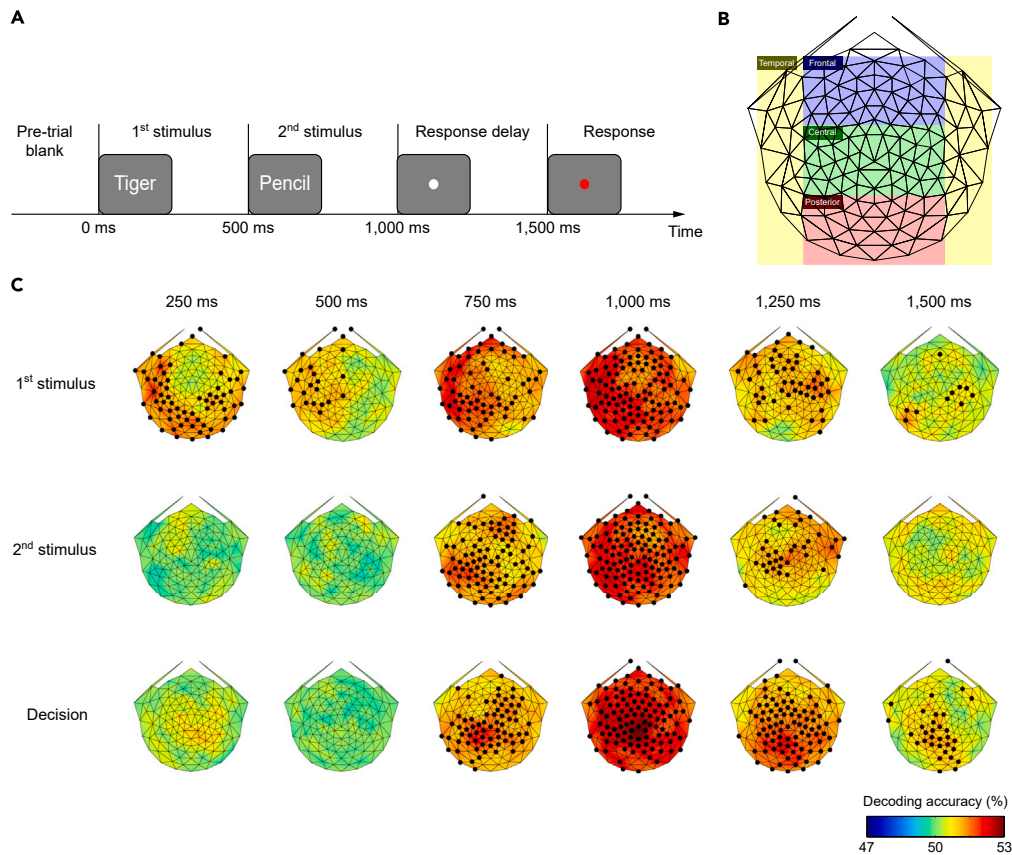 A
Pre-trial
blank
1st stimulus
2nd stimulus
Response delay
Response
Tiger
Pencil
0 ms
500 ms
1,000 ms
1,500 ms
Time
B
Temporal
Frontal
Central
Posterior
C
250 ms
500 ms
750 ms
1,000 ms
1,250 ms
1,500 ms
1st stimulus
2nd stimulus
Decision
Decoding accuracy (%)
47
50
53